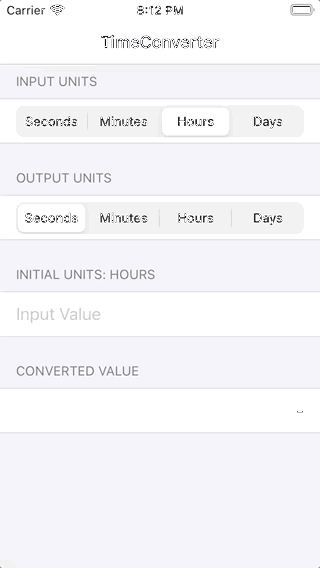 Carrier 8:12 PM
TimeConverter
INPUT UNITS
Seconds Minutes Hours Days
OUTPUT UNITS
Seconds Minutes Hours Days
INITIAL UNITS: HOURS
Input Value
CONVERTED VALUE
-